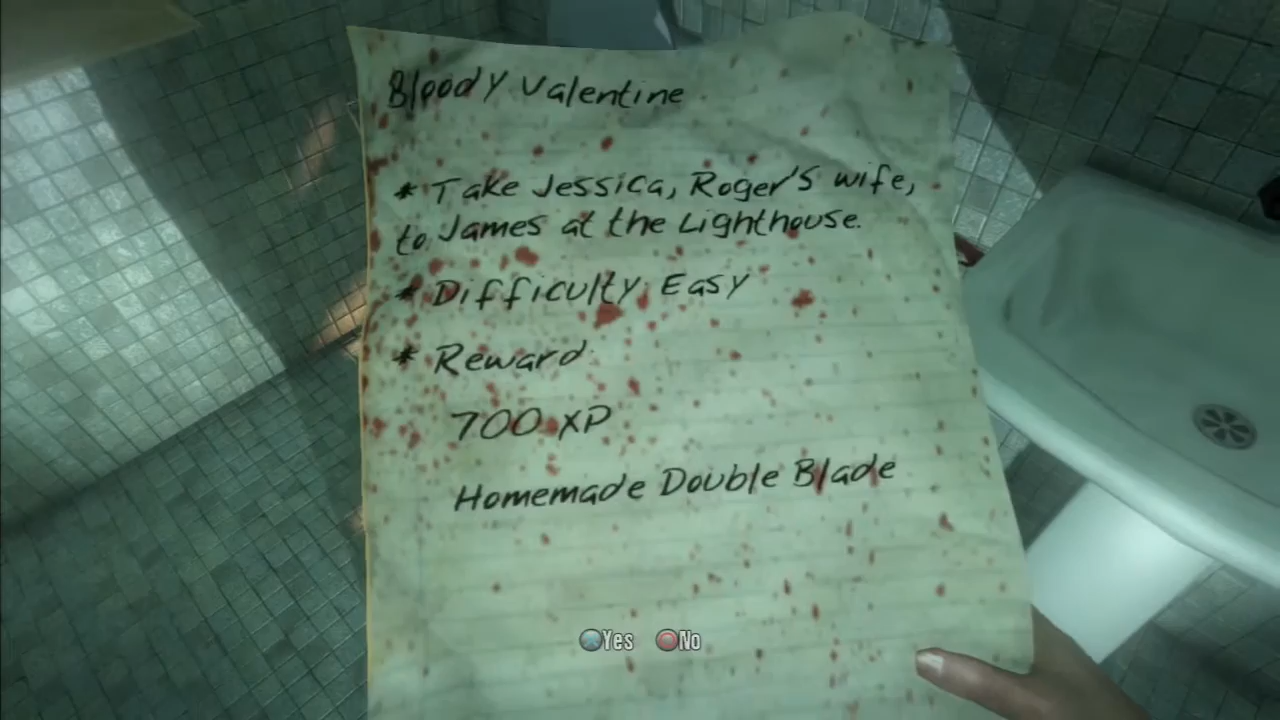 Bloody Valentine
* Take Jessica, Roger's wife,
to James at the Lighthouse.
* Difficulty: Easy
* Reward
700 XP
Homemade Double Blade
Yes No